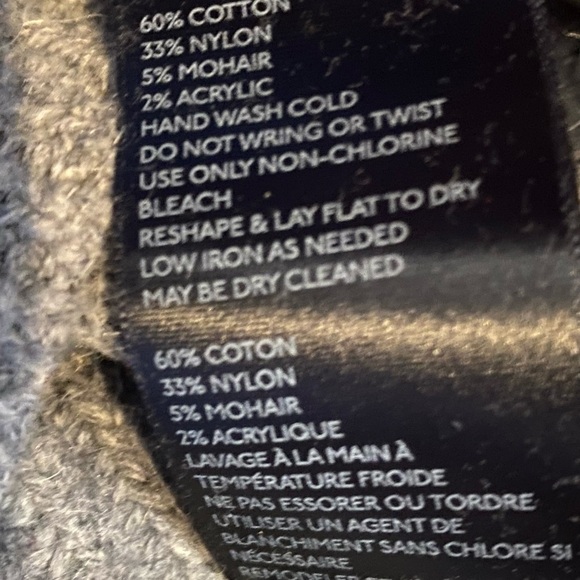 60% COTTON
33% NYLON
5% MOHAIR
2% ACRYLIC
HAND WASH COLD
DO NOT WRING OR TWIST
USE ONLY NON-CHLORINE
BLEACH
RESHAPE & LAY FLAT TO DRY
LOW IRON AS NEEDED
MAY BE DRY CLEANED
60% COTON
33% NYLON
5% MOHAIR
2% ACRYLIQUE
LAVAGE À LA MAIN À
TEMPÉRATURE FROIDE
NE PAS ESSORER OU TORDRE
UTILISER UN AGENT DE
BLANCHIMENT SANS CHLORE SI
NÉCESSAIRE